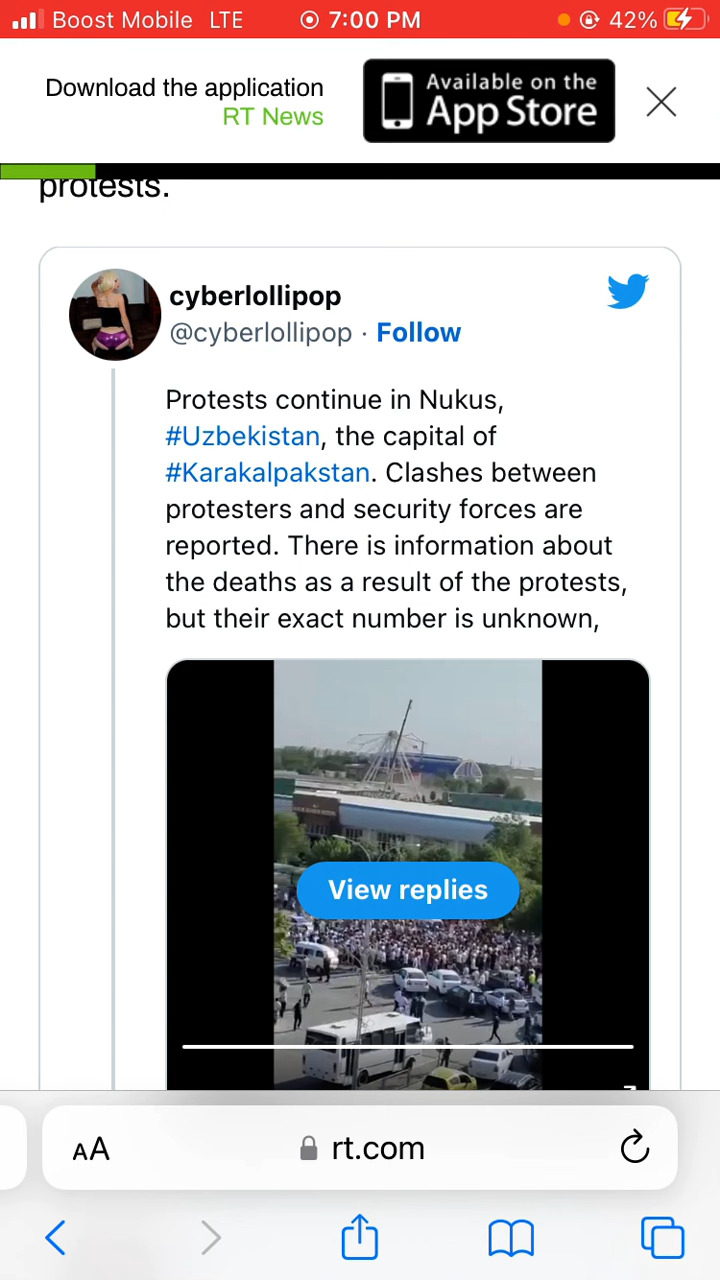 Boost Mobile LTE 7:00 PM 42%
Download the application
RT News
Available on the
App Store
protests.
cyberlollipop
@cyberlollipop · Follow
Protests continue in Nukus,
#Uzbekistan, the capital of
#Karakalpakstan. Clashes between
protesters and security forces are
reported. There is information about
the deaths as a result of the protests,
but their exact number is unknown,
View replies
AA rt.com